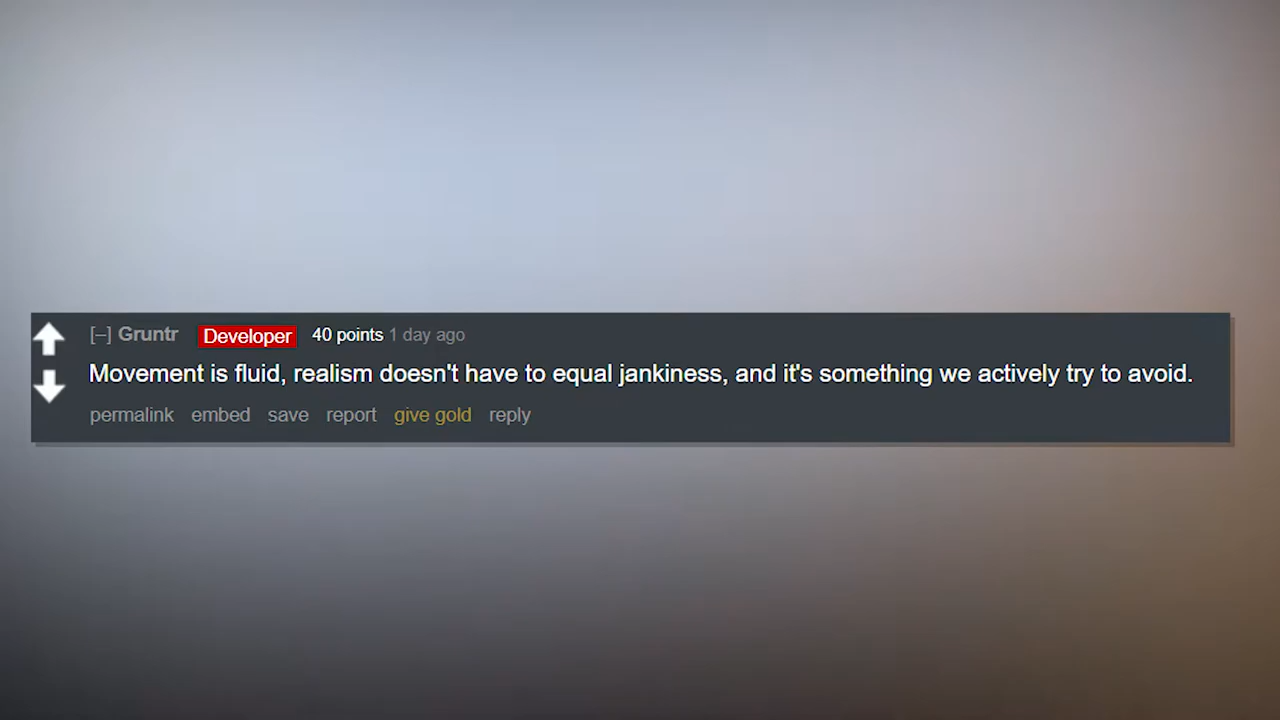 [–] Gruntr Developer 40 points 1 day ago
Movement is fluid, realism doesn't have to equal jankiness, and it's something we actively try to avoid.
permalink embed save report give gold reply